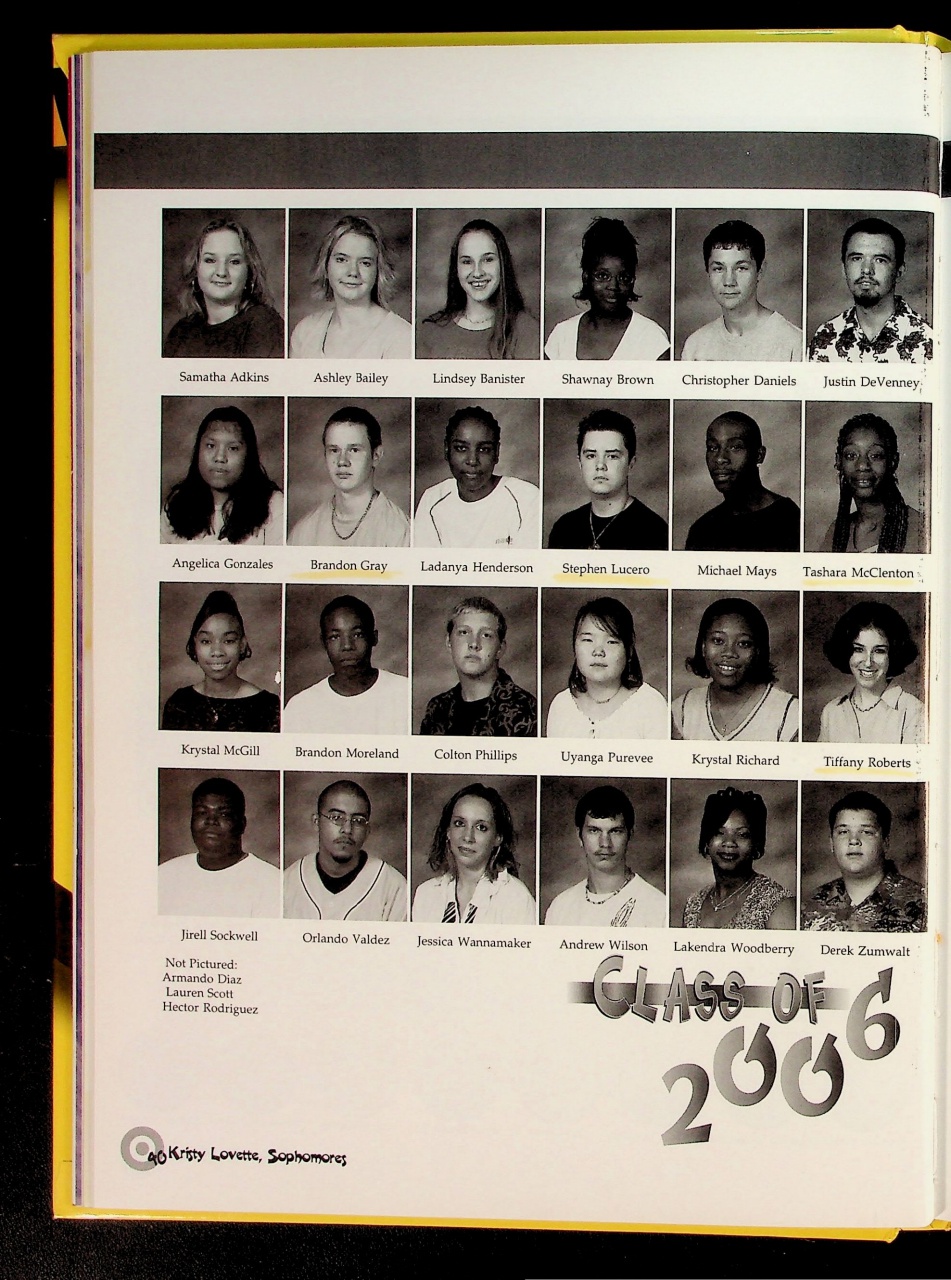 Samatha Adkins Ashley Bailey Lindsey Banister Shawnay Brown Christopher Daniels Justin DeVenney
Angelica Gonzales Brandon Gray Ladanya Henderson Stephen Lucero Michael Mays Tashara McClenton
Krystal McGill Brandon Moreland Colton Phillips Uyanga Purevee Krystal Richard Tiffany Roberts
Jirell Sockwell Orlando Valdez Jessica Wannamaker Andrew Wilson Lakendra Woodberry Derek Zumwalt
Not Pictured:
Armando Diaz
Lauren Scott
Hector Rodriguez
CLASS OF
2006
90 Kristy Lovette, Sophomores